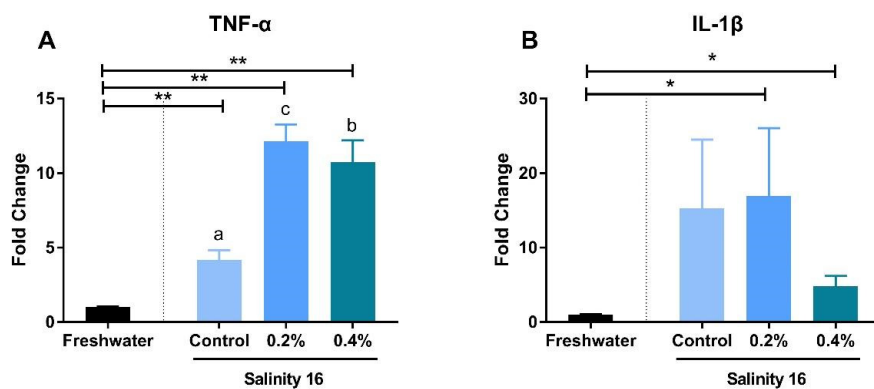 A
TNF-α
**
**
**
Fold Change
15
10
5
0
a
c
b
Freshwater
Control
0.2%
0.4%
Salinity 16
B
IL-1β
*
*
Fold Change
30
20
10
0
Freshwater
Control
0.2%
0.4%
Salinity 16